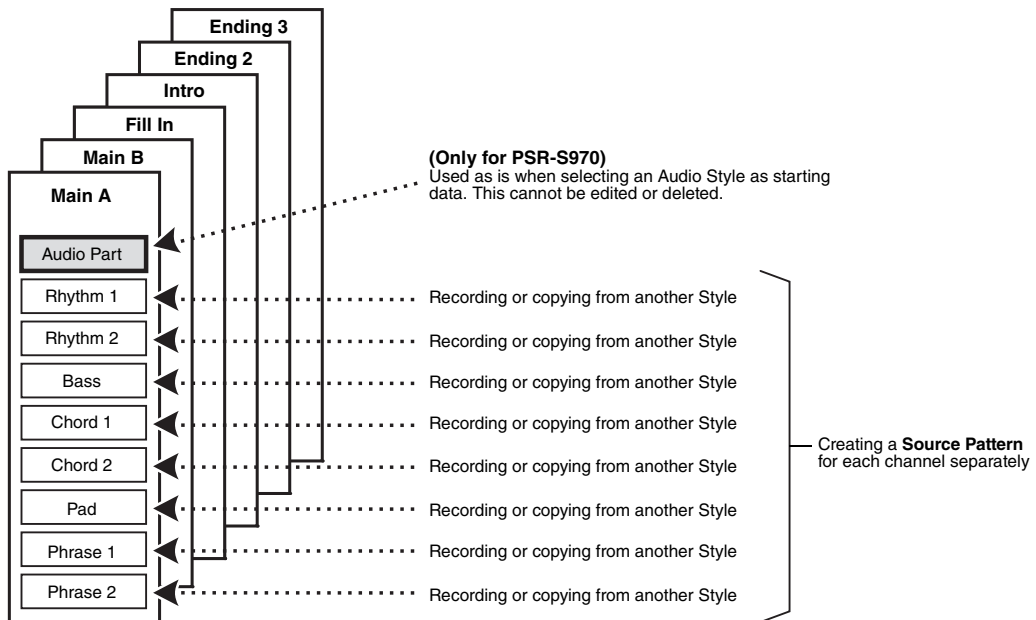 Ending 3
Ending 2
Intro
Fill In
Main B
Main A
(Only for PSR-S970)
Used as is when selecting an Audio Style as starting
data. This cannot be edited or deleted.
Audio Part
Rhythm 1
Recording or copying from another Style
Rhythm 2
Recording or copying from another Style
Bass
Recording or copying from another Style
Chord 1
Recording or copying from another Style
Chord 2
Recording or copying from another Style
Pad
Recording or copying from another Style
Phrase 1
Recording or copying from another Style
Phrase 2
Recording or copying from another Style
Creating a Source Pattern
for each channel separately